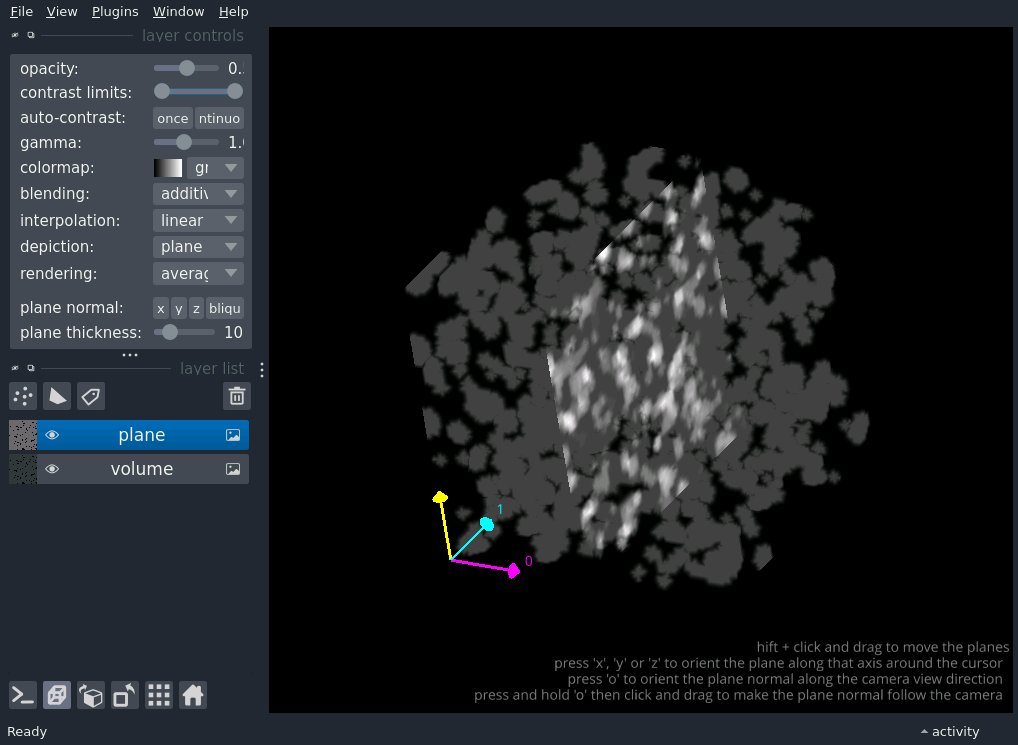 File View Plugins Window Help
layer controls
opacity: 0.
contrast limits:
auto-contrast: once ntinuo
gamma: 1.
colormap: gr
blending: additiv
interpolation: linear
depiction: plane
rendering: averag
plane normal: x y z bliqu
plane thickness: 10
layer list
plane
volume
1
0
hift + click and drag to move the planes
press 'x', 'y' or 'z' to orient the plane along that axis around the cursor
press 'o' to orient the plane normal along the camera view direction
press and hold 'o' then click and drag to make the plane normal follow the camera
Ready activity